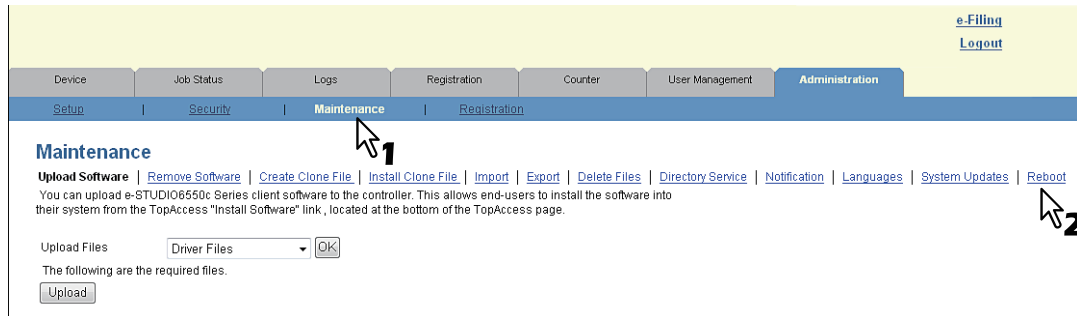 e-Filing
Logout
Device Job Status Logs Registration Counter User Management Administration
Setup | Security | Maintenance | Registration
1
Maintenance
Upload Software | Remove Software | Create Clone File | Install Clone File | Import | Export | Delete Files | Directory Service | Notification | Languages | System Updates | Reboot
2
You can upload e-STUDIO6550c Series client software to the controller. This allows end-users to install the software into
their system from the TopAccess "Install Software" link , located at the bottom of the TopAccess page.
Upload Files Driver Files OK
The following are the required files.
Upload